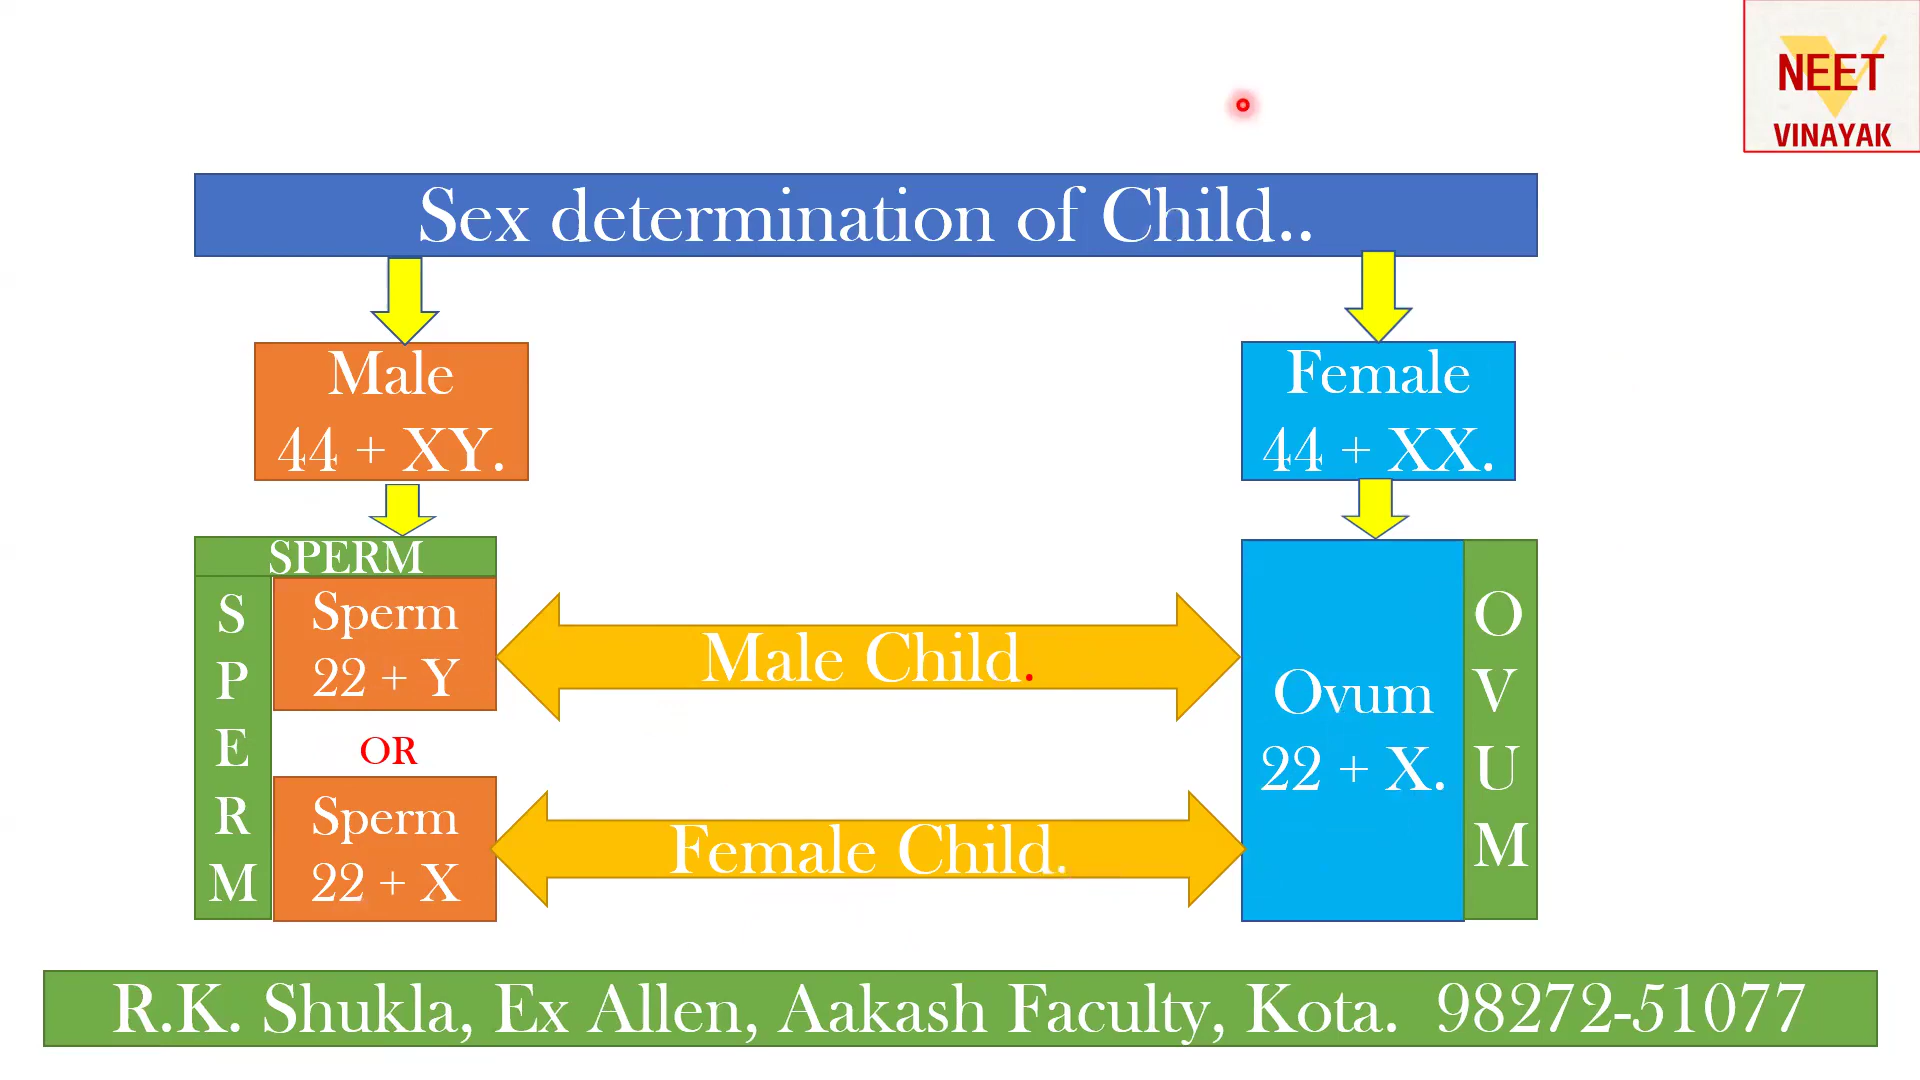 NEET
VINAYAK
Sex determination of Child..
Male
44 + XY.
Female
44 + XX.
SPERM
S
P
E
R
M
Sperm
22 + Y
OR
Sperm
22 + X
Male Child.
Female Child.
Ovum
22 + X.
O
V
U
M
R.K. Shukla, Ex Allen, Aakash Faculty, Kota. 98272-51077